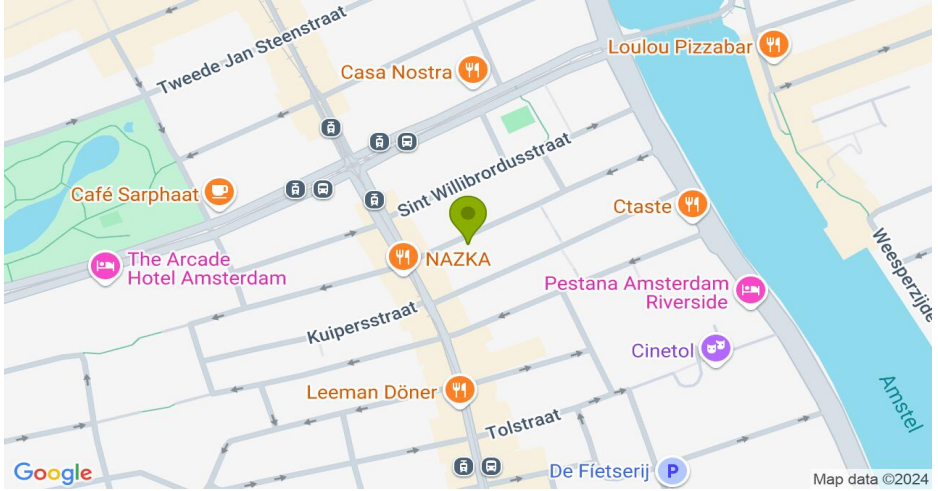 Tweede Jan Steenstraat
Loulou Pizzabar
Casa Nostra
Sint Willibrordusstraat
Café Sarphaat
Ctaste
NAZKA
The Arcade
Hotel Amsterdam
Weesperzijde
Pestana Amsterdam
Riverside
Kuipersstraat
Cinetol
Leeman Döner
Amstel
Tolstraat
De Fietserij
P
Google
Map data ©2024